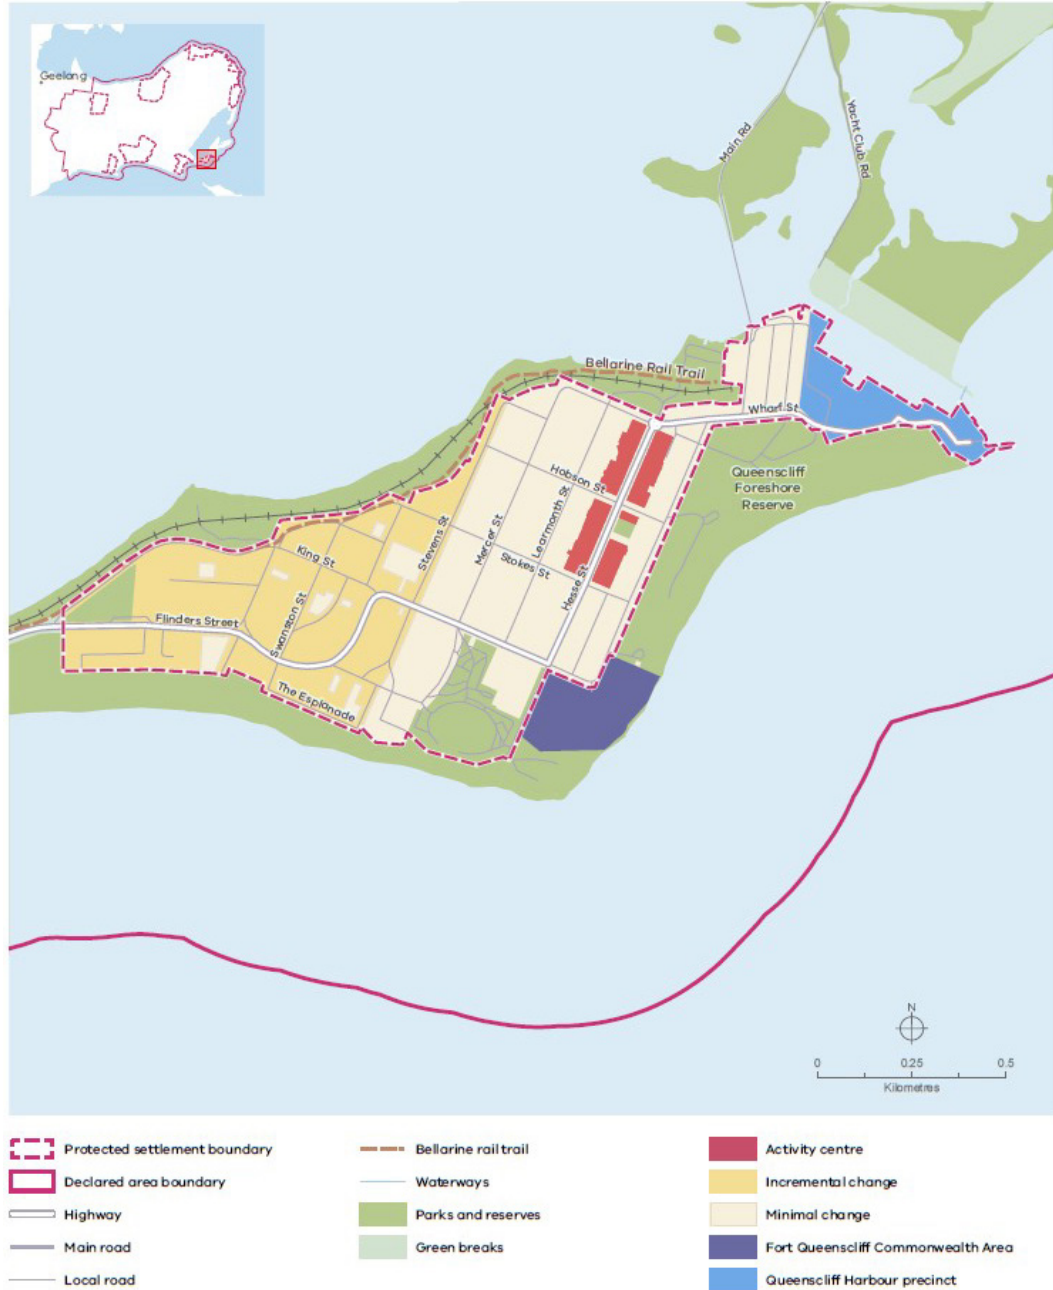 Geelong
Main Rd
Yacht Club Rd
Bellarine Rail Trail
Wharf St
Hobson St
Queenscliff
Foreshore
Reserve
Learmonth St
Mercer St
Stevens St
Stokes St
King St
Hesse St
Swanston St
Flinders Street
The Esplanade
N
0 0.25 0.5
Kilometres
Protected settlement boundary
Declared area boundary
Highway
Main road
Local road
Bellarine rail trail
Waterways
Parks and reserves
Green breaks
Activity centre
Incremental change
Minimal change
Fort Queenscliff Commonwealth Area
Queenscliff Harbour precinct